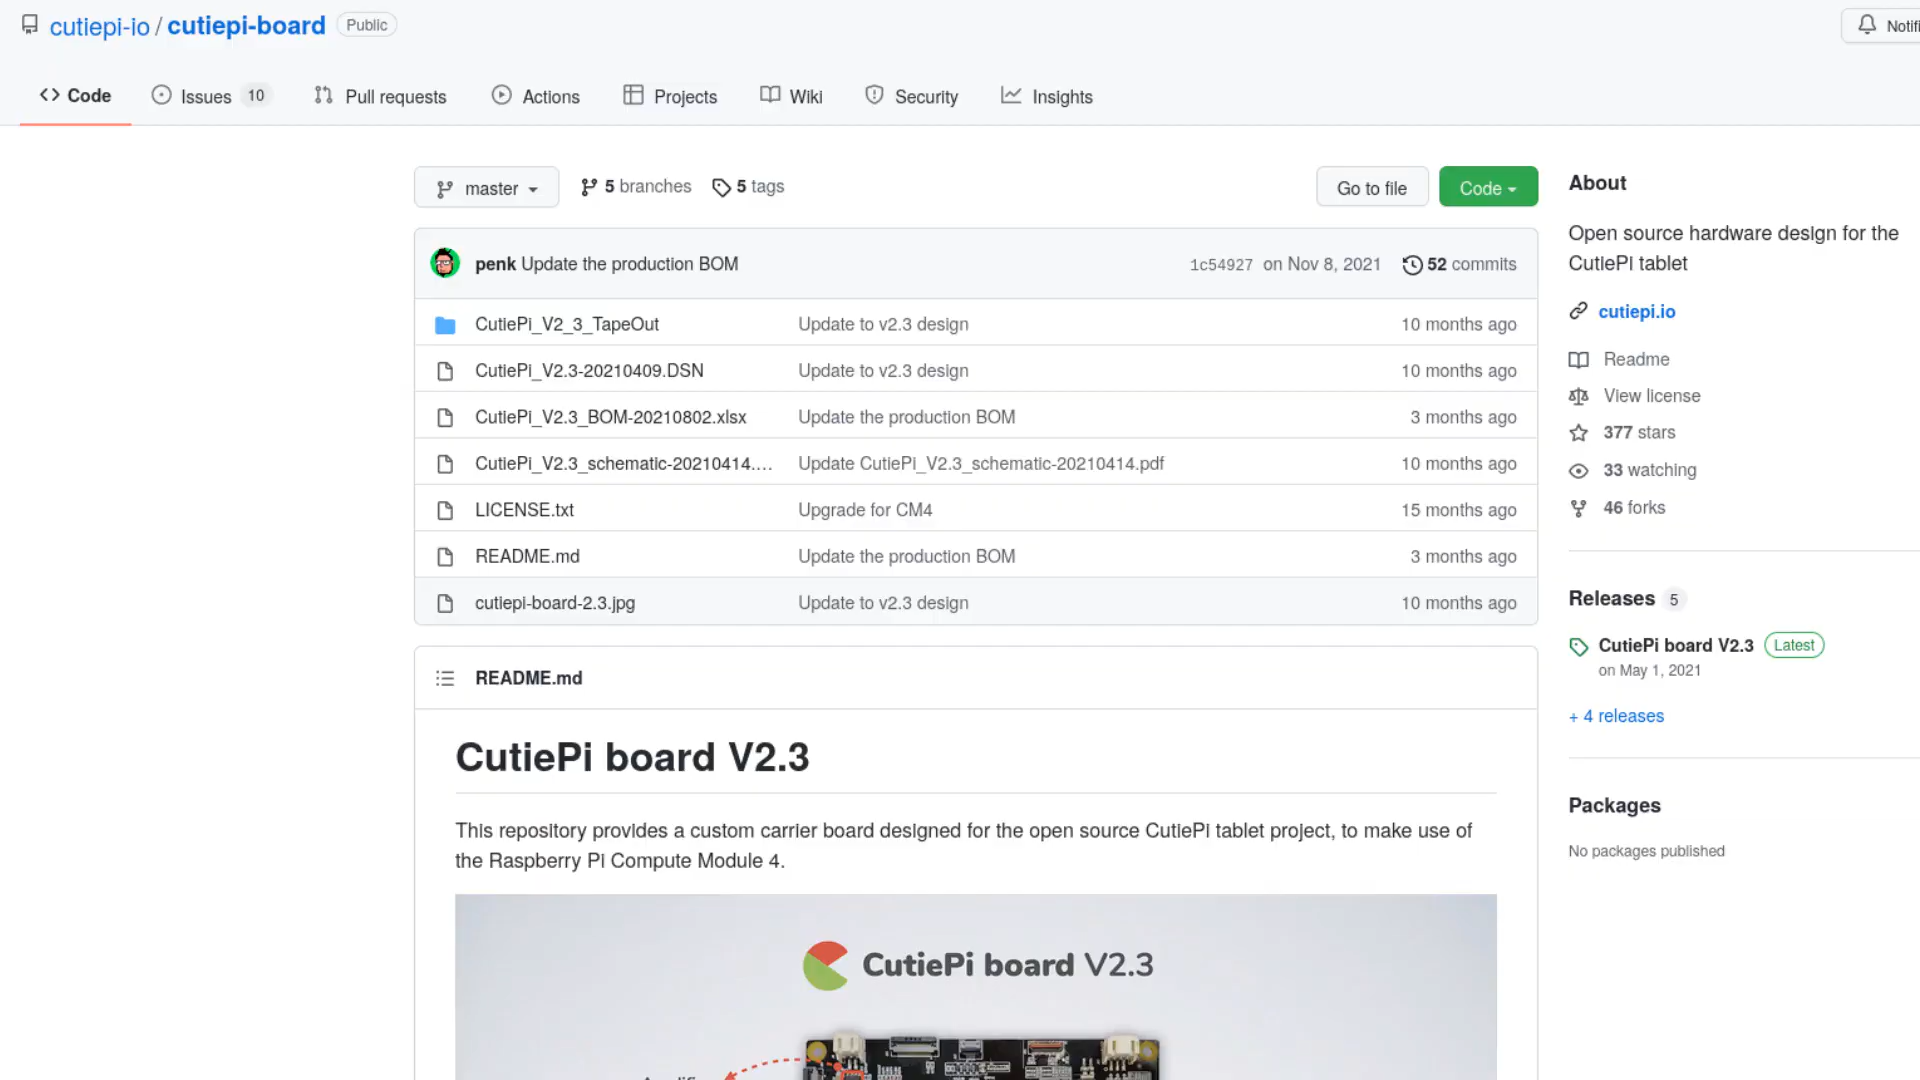 cutiepi-io / cutiepi-board Public
Notifi
Code
Issues 10
Pull requests
Actions
Projects
Wiki
Security
Insights
master
5 branches
5 tags
Go to file
Code
penk Update the production BOM
1c54927 on Nov 8, 2021
52 commits
CutiePi_V2_3_TapeOut Update to v2.3 design 10 months ago
CutiePi_V2.3-20210409.DSN Update to v2.3 design 10 months ago
CutiePi_V2.3_BOM-20210802.xlsx Update the production BOM 3 months ago
CutiePi_V2.3_schematic-20210414.… Update CutiePi_V2.3_schematic-20210414.pdf 10 months ago
LICENSE.txt Upgrade for CM4 15 months ago
README.md Update the production BOM 3 months ago
cutiepi-board-2.3.jpg Update to v2.3 design 10 months ago
README.md
CutiePi board V2.3
This repository provides a custom carrier board designed for the open source CutiePi tablet project, to make use of
the Raspberry Pi Compute Module 4.
CutiePi board V2.3
About
Open source hardware design for the
CutiePi tablet
cutiepi.io
Readme
View license
377 stars
33 watching
46 forks
Releases 5
CutiePi board V2.3 Latest
on May 1, 2021
+ 4 releases
Packages
No packages published